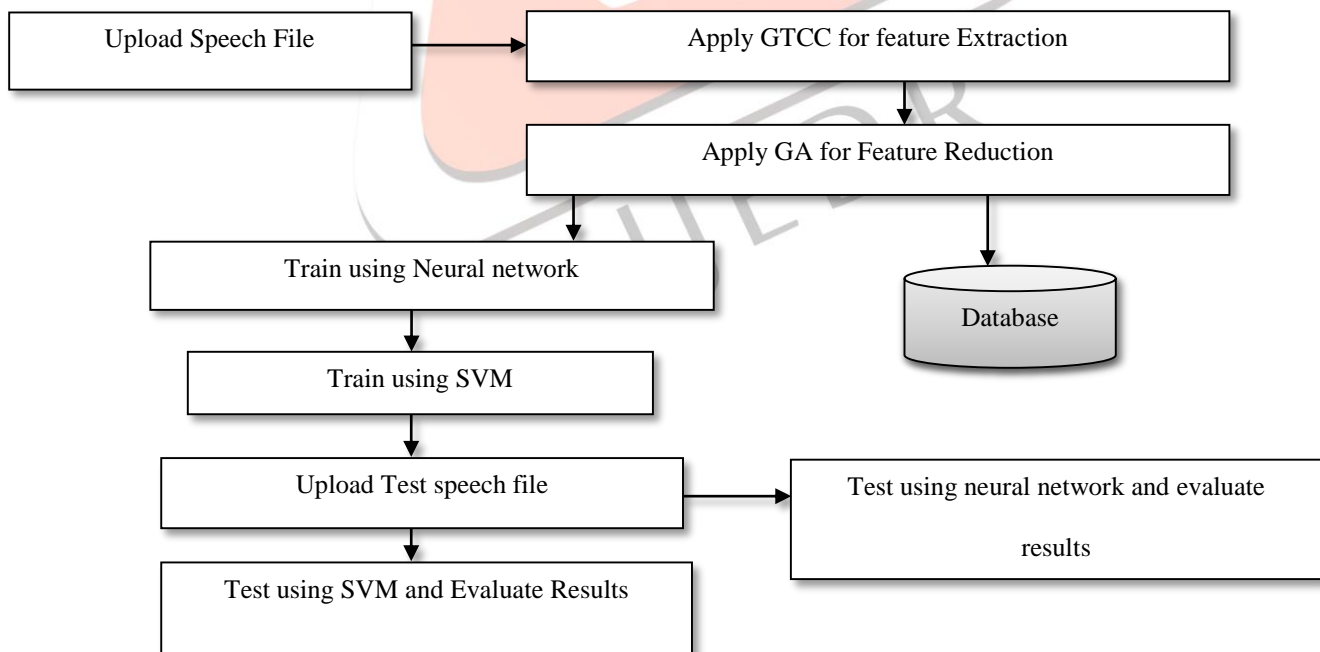 Upload Speech File
Apply GTCC for feature Extraction
Apply GA for Feature Reduction
Train using Neural network
Database
Train using SVM
Upload Test speech file
Test using neural network and evaluate
results
Test using SVM and Evaluate Results